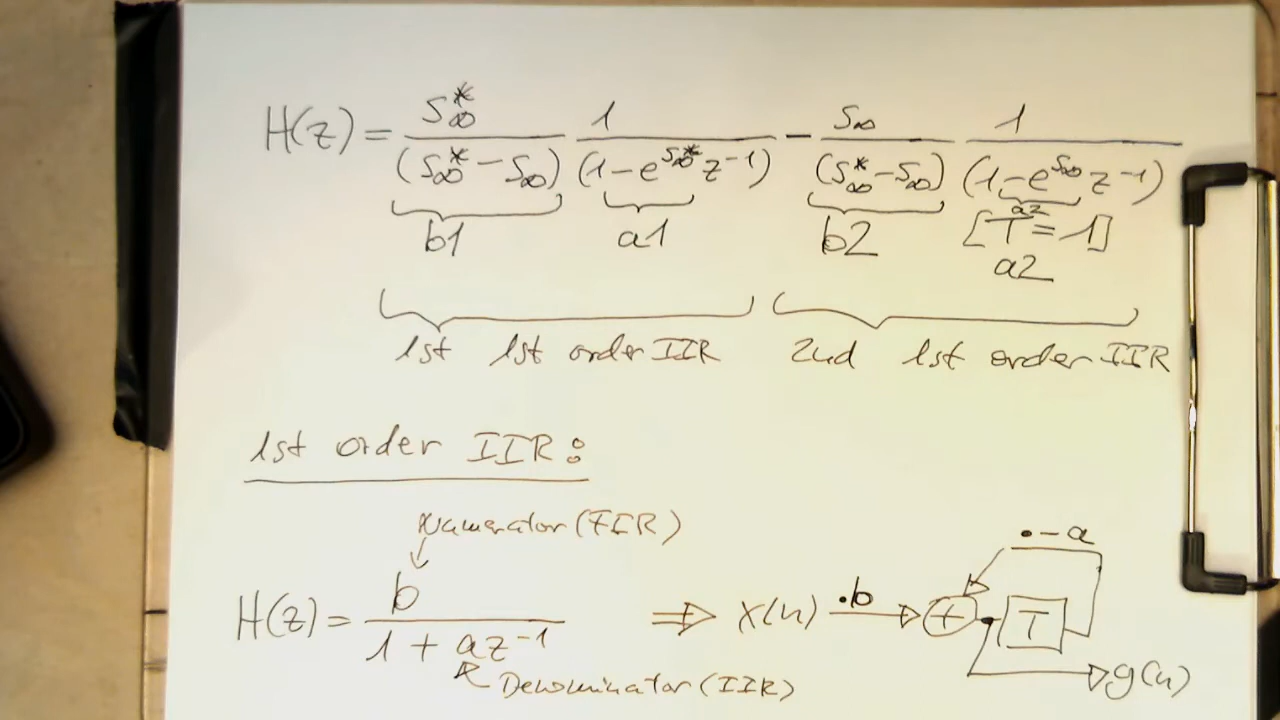 H(z) = s∞* / (s∞* − s∞) 1 / (1 − e^{s∞*} z^{−1}) − s∞ / (s∞* − s∞) 1 / (1 − e^{s∞} z^{−1})
b1 a1 b2 a2 [T = 1]
a2
1st 1st order IIR 2nd 1st order IIR
1st order IIR:
Numerator (FIR)
H(z) = b / (1 + a z^{−1}) ⇒ x(n) ·b + T ·−a
Denominator (IIR) y(n)